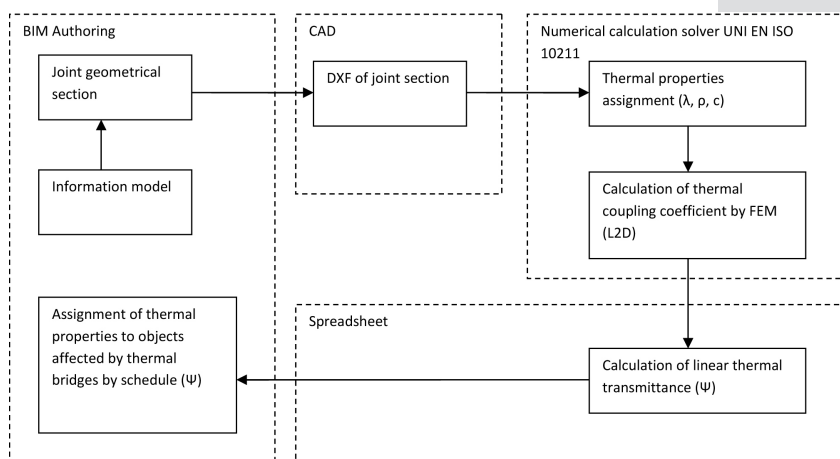 BIM Authoring
Joint geometrical
section
Information model
Assignment of thermal
properties to objects
affected by thermal
bridges by schedule (Ψ)
CAD
DXF of joint section
Numerical calculation solver UNI EN ISO
10211
Thermal properties
assignment (λ, ρ, c)
Calculation of thermal
coupling coefficient by FEM
(L2D)
Spreadsheet
Calculation of linear thermal
transmittance (Ψ)